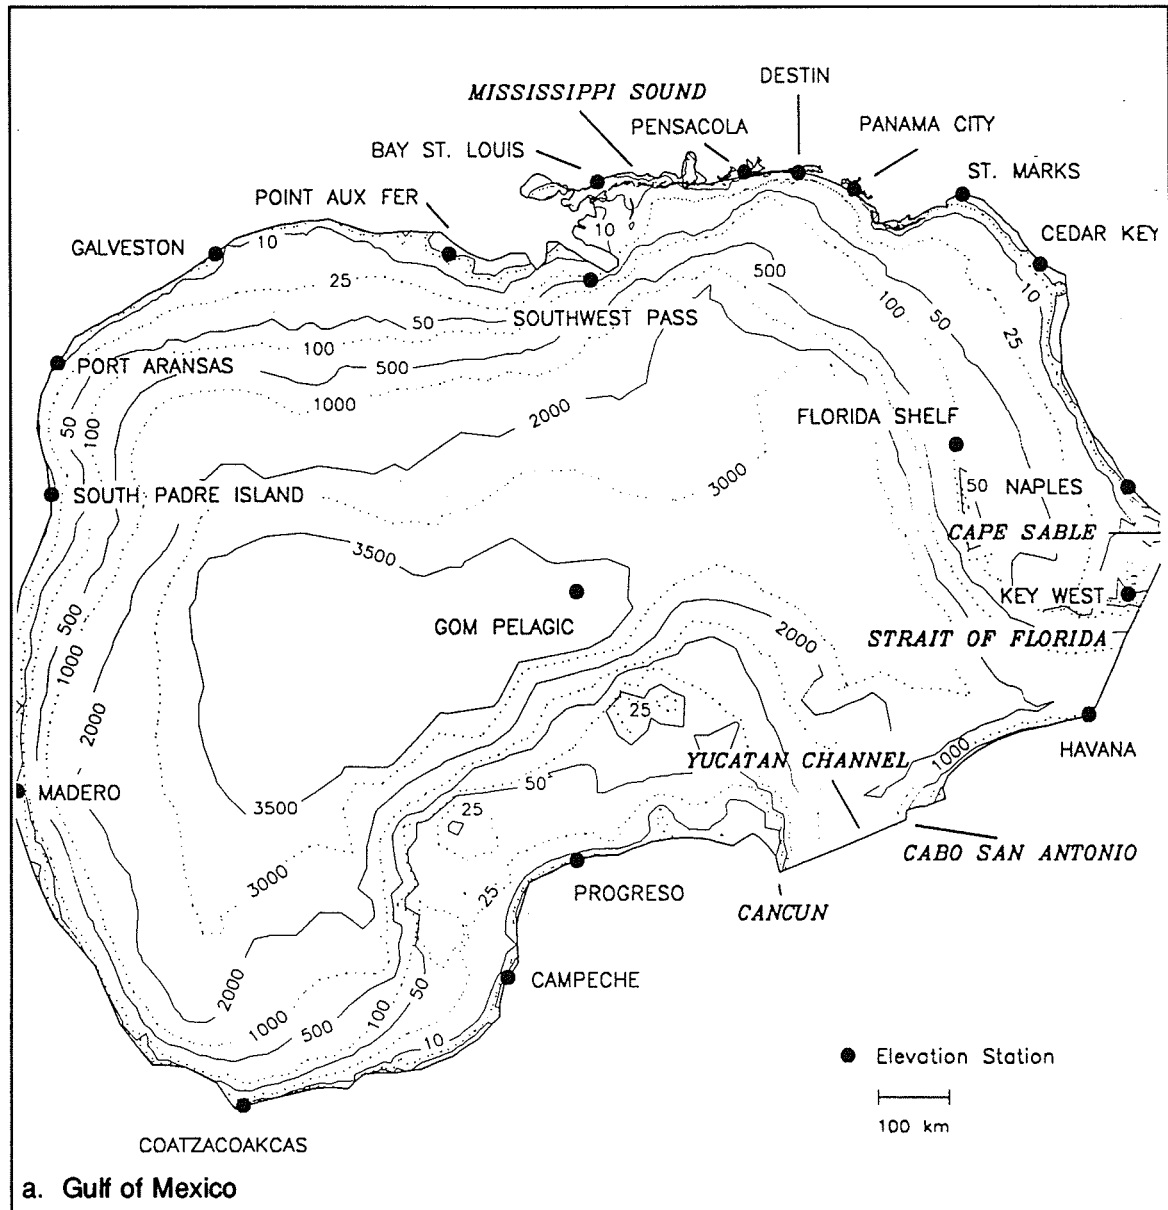 DESTIN
MISSISSIPPI SOUND
PENSACOLA
PANAMA CITY
BAY ST. LOUIS
ST. MARKS
POINT AUX FER
GALVESTON
CEDAR KEY
10
10
10
25
500
50
100
50
25
SOUTHWEST PASS
100
500
PORT ARANSAS
1000
2000
FLORIDA SHELF
50
100
3000
SOUTH PADRE ISLAND
50
NAPLES
CAPE SABLE
3500
KEY WEST
GOM PELAGIC
500
2000
STRAIT OF FLORIDA
1000
2000
25
HAVANA
YUCATAN CHANNEL
1000
50
MADERO
3500
25
CABO SAN ANTONIO
3000
PROGRESO
25
CANCUN
2000
CAMPECHE
50
1000
500
100
10
Elevation Station
100 km
COATZACOAKCAS
a. Gulf of Mexico